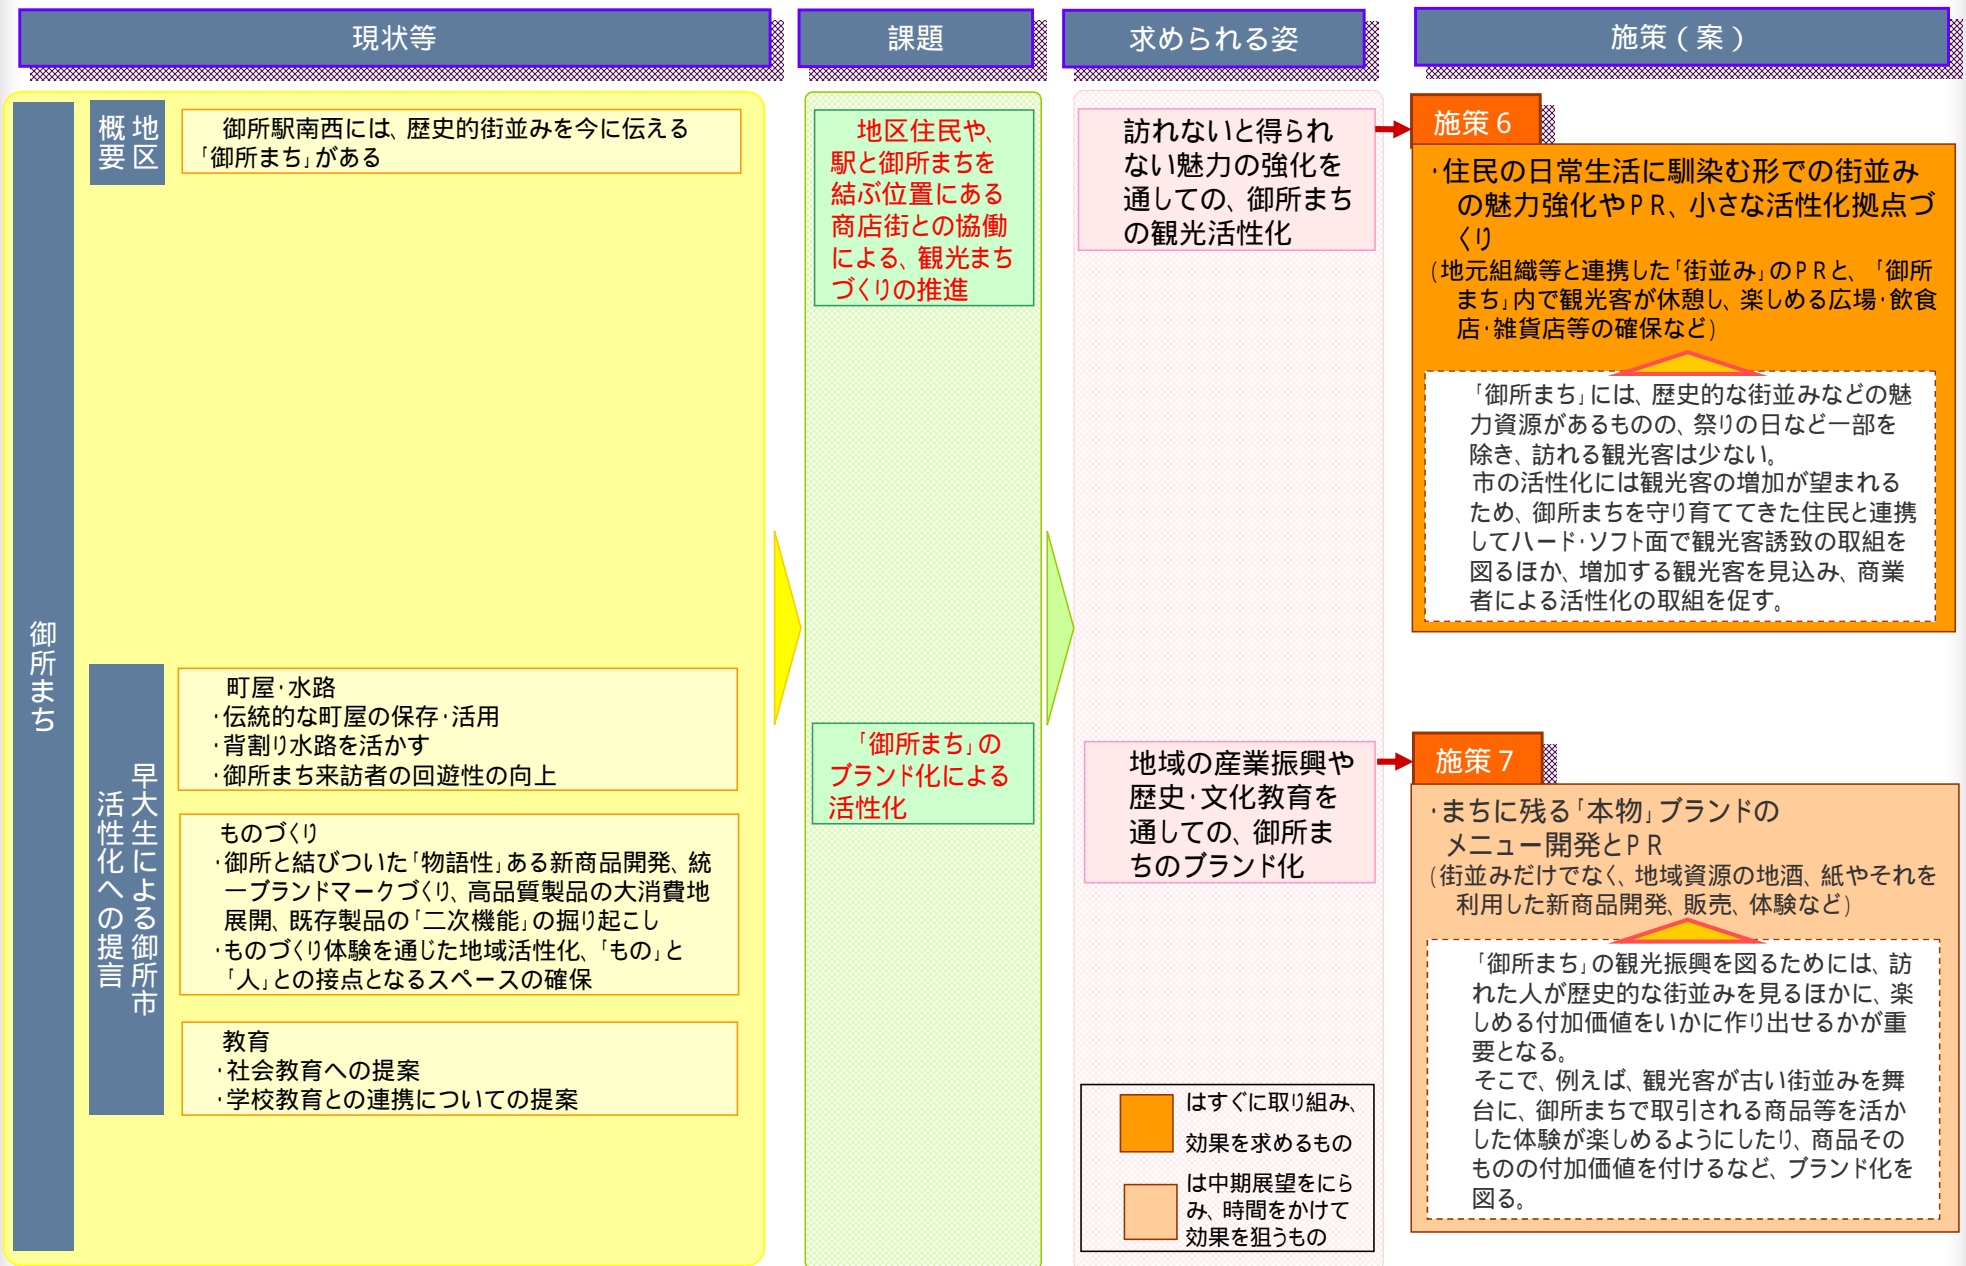 現状等
課題
求められる姿
施策（案）
御所まち
地区
概要
御所駅南西には、歴史的街並みを今に伝える
「御所まち」がある
早大生による御所市
活性化への提言
町屋・水路
・伝統的な町屋の保存・活用
・背割り水路を活かす
・御所まち来訪者の回遊性の向上
ものづくり
・御所と結びついた「物語性」ある新商品開発、統
一ブランドマークづくり、高品質製品の大消費地
展開、既存製品の「二次機能」の掘り起こし
・ものづくり体験を通じた地域活性化、「もの」と
「人」との接点となるスペースの確保
教育
・社会教育への提案
・学校教育との連携についての提案
地区住民や、
駅と御所まちを
結ぶ位置にある
商店街との協働
による、観光まち
づくりの推進
「御所まち」の
ブランド化による
活性化
訪れないと得られ
ない魅力の強化を
通しての、御所まち
の観光活性化
地域の産業振興や
歴史・文化教育を
通しての、御所ま
ちのブランド化
はすぐに取り組み、
効果を求めるもの
は中期展望をにら
み、時間をかけて
効果を狙うもの
施策６
・住民の日常生活に馴染む形での街並み
の魅力強化やＰＲ、小さな活性化拠点づ
くり
(地元組織等と連携した「街並み」のＰＲと、「御所
まち」内で観光客が休憩し、楽しめる広場・飲食
店・雑貨店等の確保など)
「御所まち」には、歴史的な街並みなどの魅
力資源があるものの、祭りの日など一部を
除き、訪れる観光客は少ない。
市の活性化には観光客の増加が望まれる
ため、御所まちを守り育ててきた住民と連携
してハード・ソフト面で観光客誘致の取組を
図るほか、増加する観光客を見込み、商業
者による活性化の取組を促す。
施策７
・まちに残る「本物」ブランドの
メニュー開発とＰＲ
(街並みだけでなく、地域資源の地酒、紙やそれを
利用した新商品開発、販売、体験など)
「御所まち」の観光振興を図るためには、訪
れた人が歴史的な街並みを見るほかに、楽
しめる付加価値をいかに作り出せるかが重
要となる。
そこで、例えば、観光客が古い街並みを舞
台に、御所まちで取引される商品等を活か
した体験が楽しめるようにしたり、商品その
ものの付加価値を付けるなど、ブランド化を
図る。